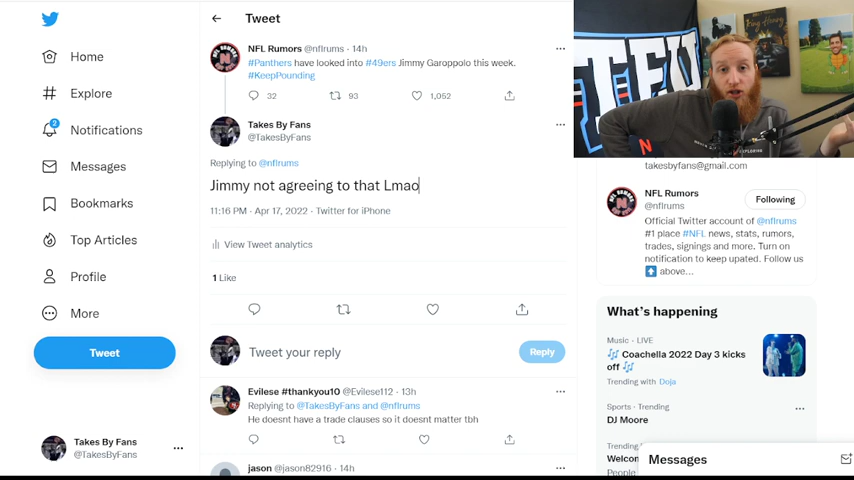 Tweet
NFL Rumors @nflrums · 14h
#Panthers have looked into #49ers Jimmy Garoppolo this week.
#KeepPounding
32 93 1,052
Takes By Fans
@TakesByFans
Replying to @nflrums
Jimmy not agreeing to that Lmao
11:16 PM · Apr 17, 2022 · Twitter for iPhone
View Tweet analytics
1 Like
Tweet your reply
Reply
Evilese #thankyou10 @Evilese112 · 13h
Replying to @TakesByFans and @nflrums
He doesnt have a trade clauses so it doesnt matter tbh
jason @jason82916 · 14h
Home
Explore
2
Notifications
Messages
Bookmarks
Top Articles
Profile
More
Tweet
Takes By Fans
@TakesByFans
King Henry
N
takesbyfans@gmail.com
NFL Rumors
@nflrums
Following
Official Twitter account of @nflrums
#1 place #NFL news, stats, rumors,
trades, signings and more. Turn on
notification to keep upated. Follow us
above...
What's happening
Music · LIVE
Coachella 2022 Day 3 kicks
off
Trending with Doja
Sports · Trending
DJ Moore
Trending
Welcom
People
Messages